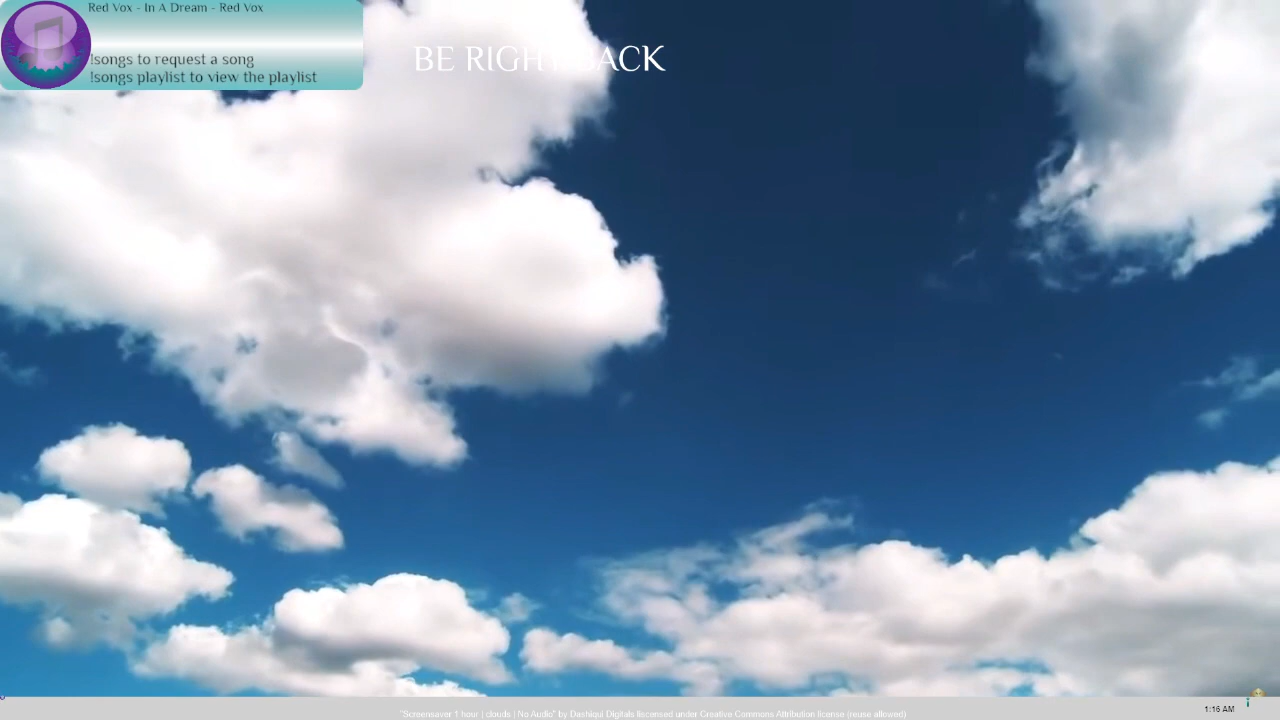 Red Vox - In A Dream - Red Vox
!songs to request a song
!songs playlist to view the playlist
BE RIGHT BACK
1:16 AM
"Screensaver 1 hour | clouds | No Audio" by Dashiqui Digitals liscensed under Creative Commons Attribution license (reuse allowed)